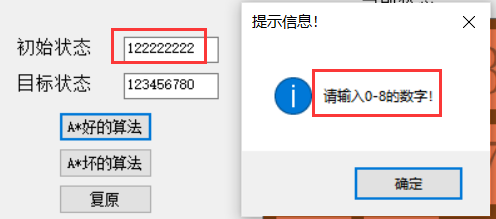 初始状态 122222222
目标状态 123456780
A*好的算法
A*坏的算法
复原
提示信息!
请输入0-8的数字!
确定